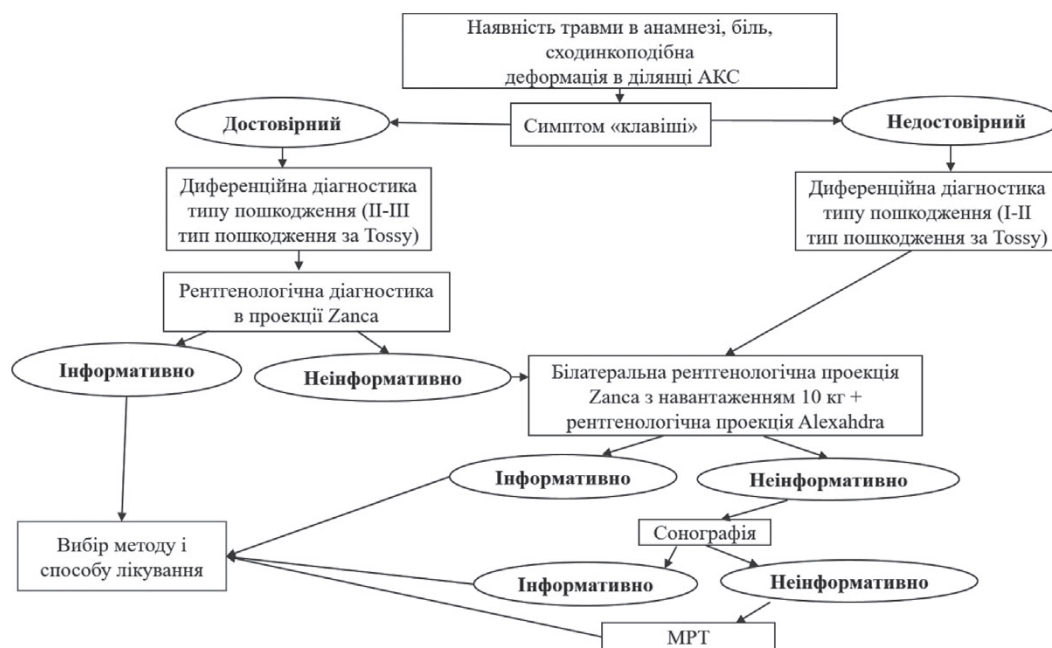 Наявність травми в анамнезі, біль,
сходинкоподібна
деформація в ділянці АКС
Достовірний
Симптом «клавіші»
Недостовірний
Диференційна діагностика
типу пошкодження (II-III
тип пошкодження за Tossy)
Диференційна діагностика
типу пошкодження (I-II
тип пошкодження за Tossy)
Рентгенологічна діагностика
в проекції Zanca
Інформативно
Неінформативно
Білатеральна рентгенологічна проекція
Zanca з навантаженням 10 кг +
рентгенологічна проекція Alexahdra
Інформативно
Неінформативно
Вибір методу і
способу лікування
Сонографія
Інформативно
Неінформативно
МРТ